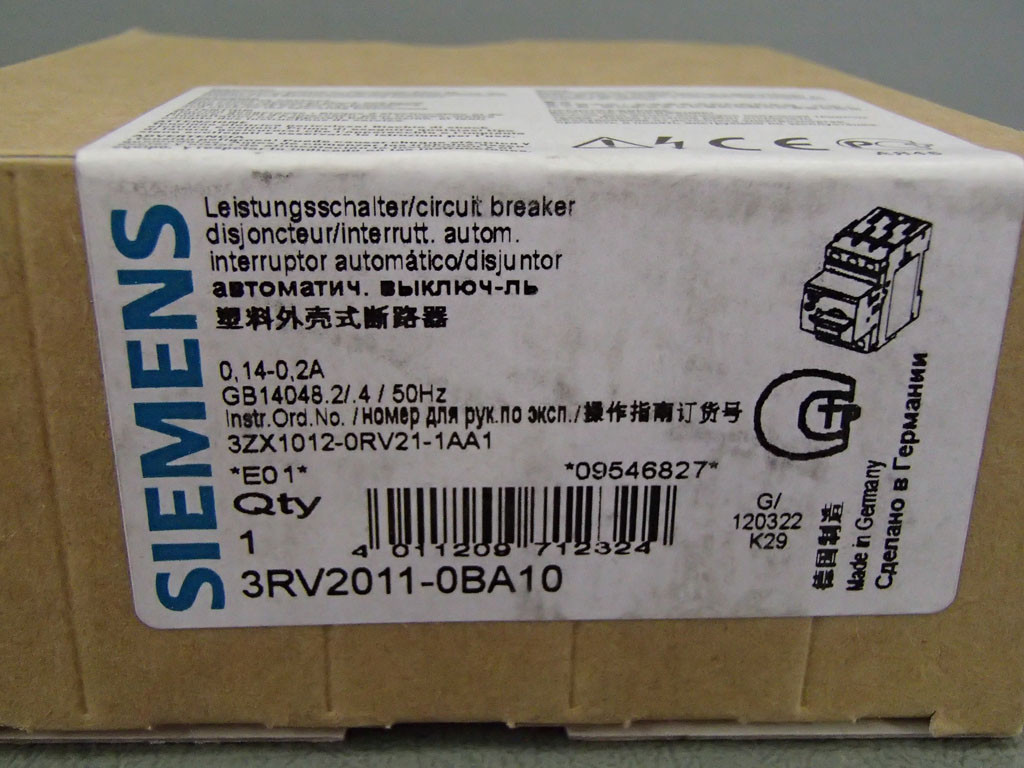 AЯ46
SIEMENS
Leistungsschalter/circuit breaker
disjoncteur/interrutt. autom.
interruptor automático/disjuntor
автоматич. выключ-ль
塑料外壳式断路器
0,14-0,2A
GB14048.2/.4 / 50Hz
Instr.Ord.No. /номер для рук.по эксп./操作指南订货号
3ZX1012-0RV21-1AA1
*E01* *09546827*
Qty
1
4 011209 712324
3RV2011-0BA10
G/
120322
K29
德国制造
Made in Germany
Сделано в Германии